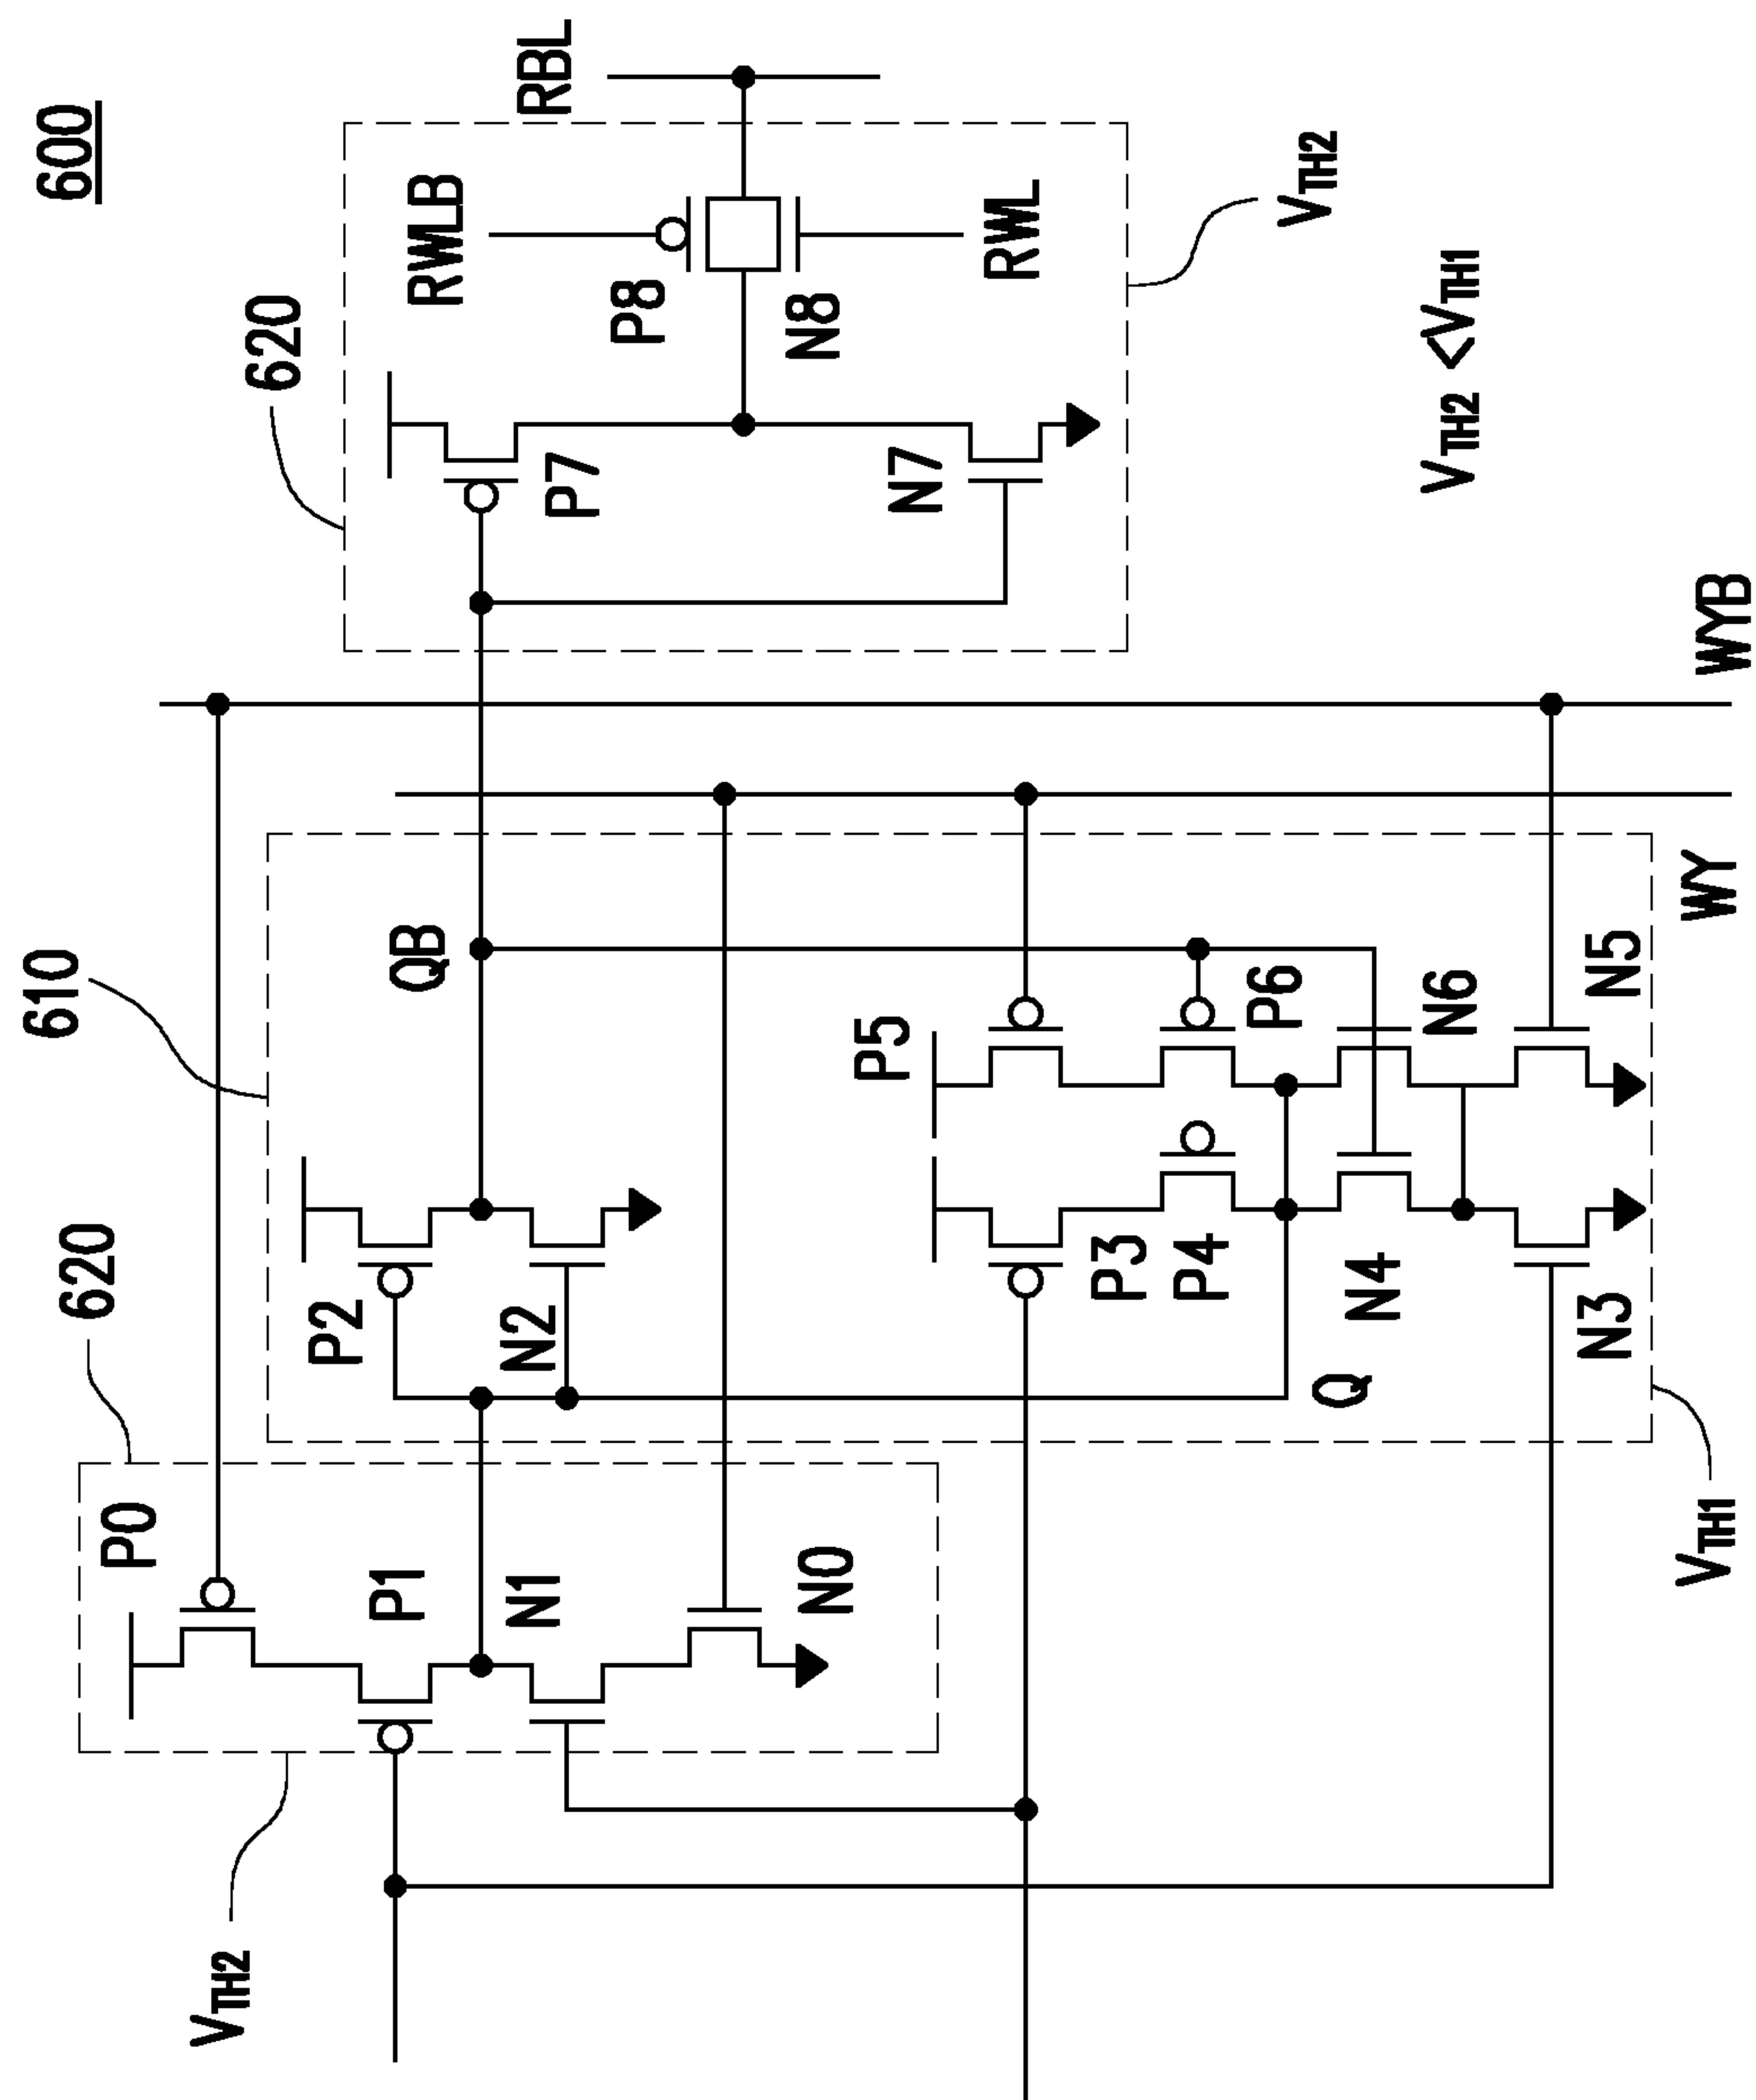 600
RBL
620
RWLB
P8
N8
RWL
P7
N7
VTH2
VTH2 <VTH1
WYB
WY
610
QB
P5
P6
N6
N5
P2
N2
P3
P4
N4
N3
Q
620
P0
P1
N1
N0
VTH1
VTH2